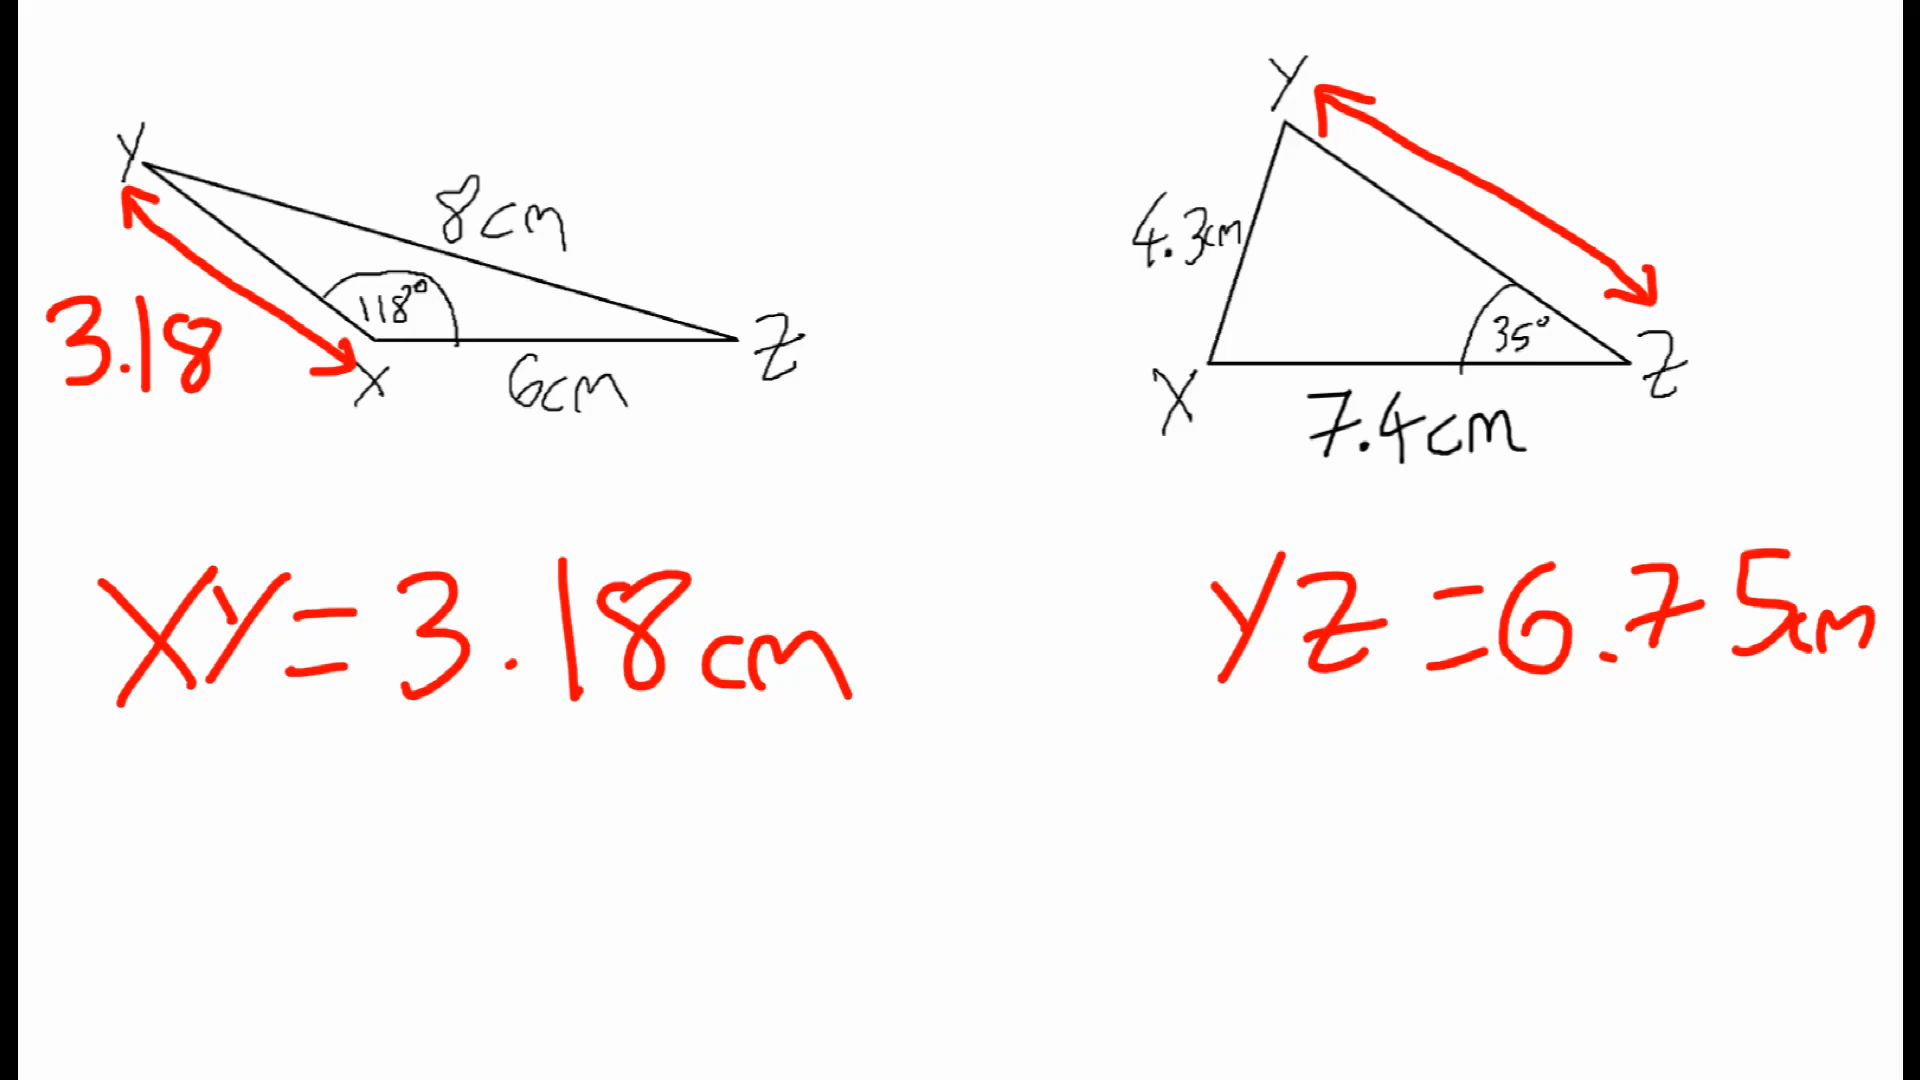 Y
8cm
118°
3.18
X
6cm
Z
XY=3.18cm
Y
4.3cm
35°
X
Z
7.4cm
YZ=6.75cm